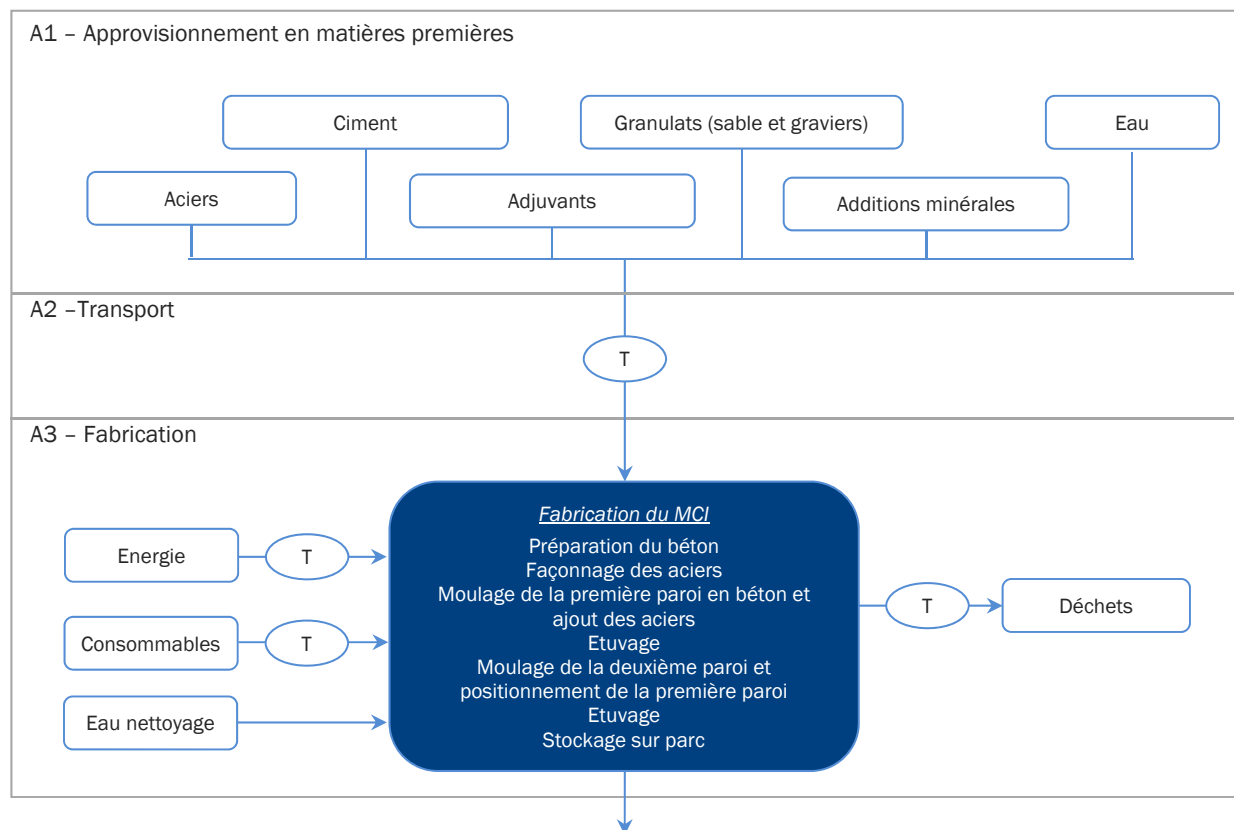 A1 – Approvisionnement en matières premières
Ciment
Granulats (sable et graviers)
Eau
Aciers
Adjuvants
Additions minérales
A2 –Transport
T
A3 – Fabrication
Fabrication du MCI
Préparation du béton
Façonnage des aciers
Moulage de la première paroi en béton et
ajout des aciers
Etuvage
Moulage de la deuxième paroi et
positionnement de la première paroi
Etuvage
Stockage sur parc
Energie
T
Consommables
T
Eau nettoyage
T
Déchets